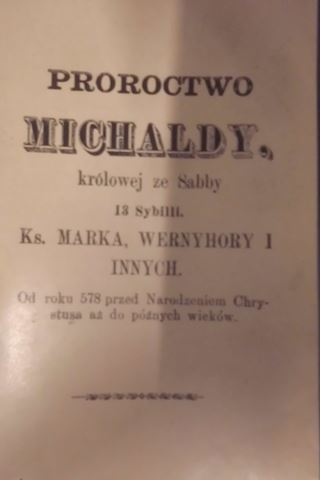 PROROCTWO
MICHALDY,
królowej ze Sabby
13 Sybilli.
Ks. MARKA, WERNYHORY I
INNYCH.
Od roku 578 przed Narodzeniem Chry-
stusa aż do późnych wieków.